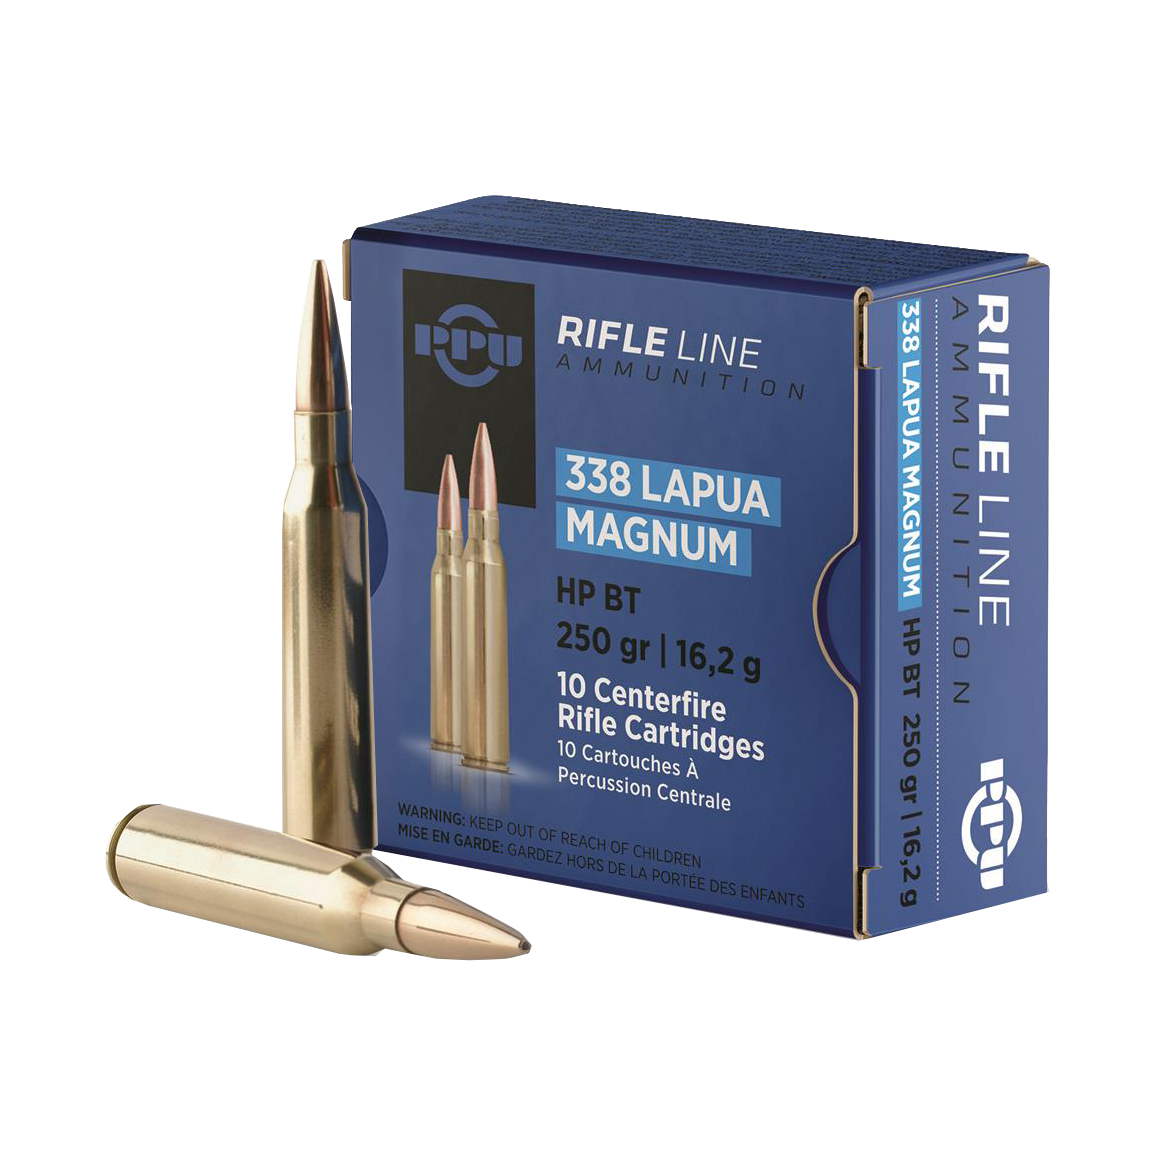 PPU
RIFLE LINE
AMMUNITION
338 LAPUA
MAGNUM
HP BT
250 gr | 16,2 g
10 Centerfire
Rifle Cartridges
10 Cartouches À
Percussion Centrale
WARNING: KEEP OUT OF REACH OF CHILDREN
MISE EN GARDE: GARDEZ HORS DE LA PORTÉE DES ENFANTS
RIFLE LINE
AMMUNITION
338 LAPUA MAGNUM HP BT 250 gr | 16,2 g
PPU